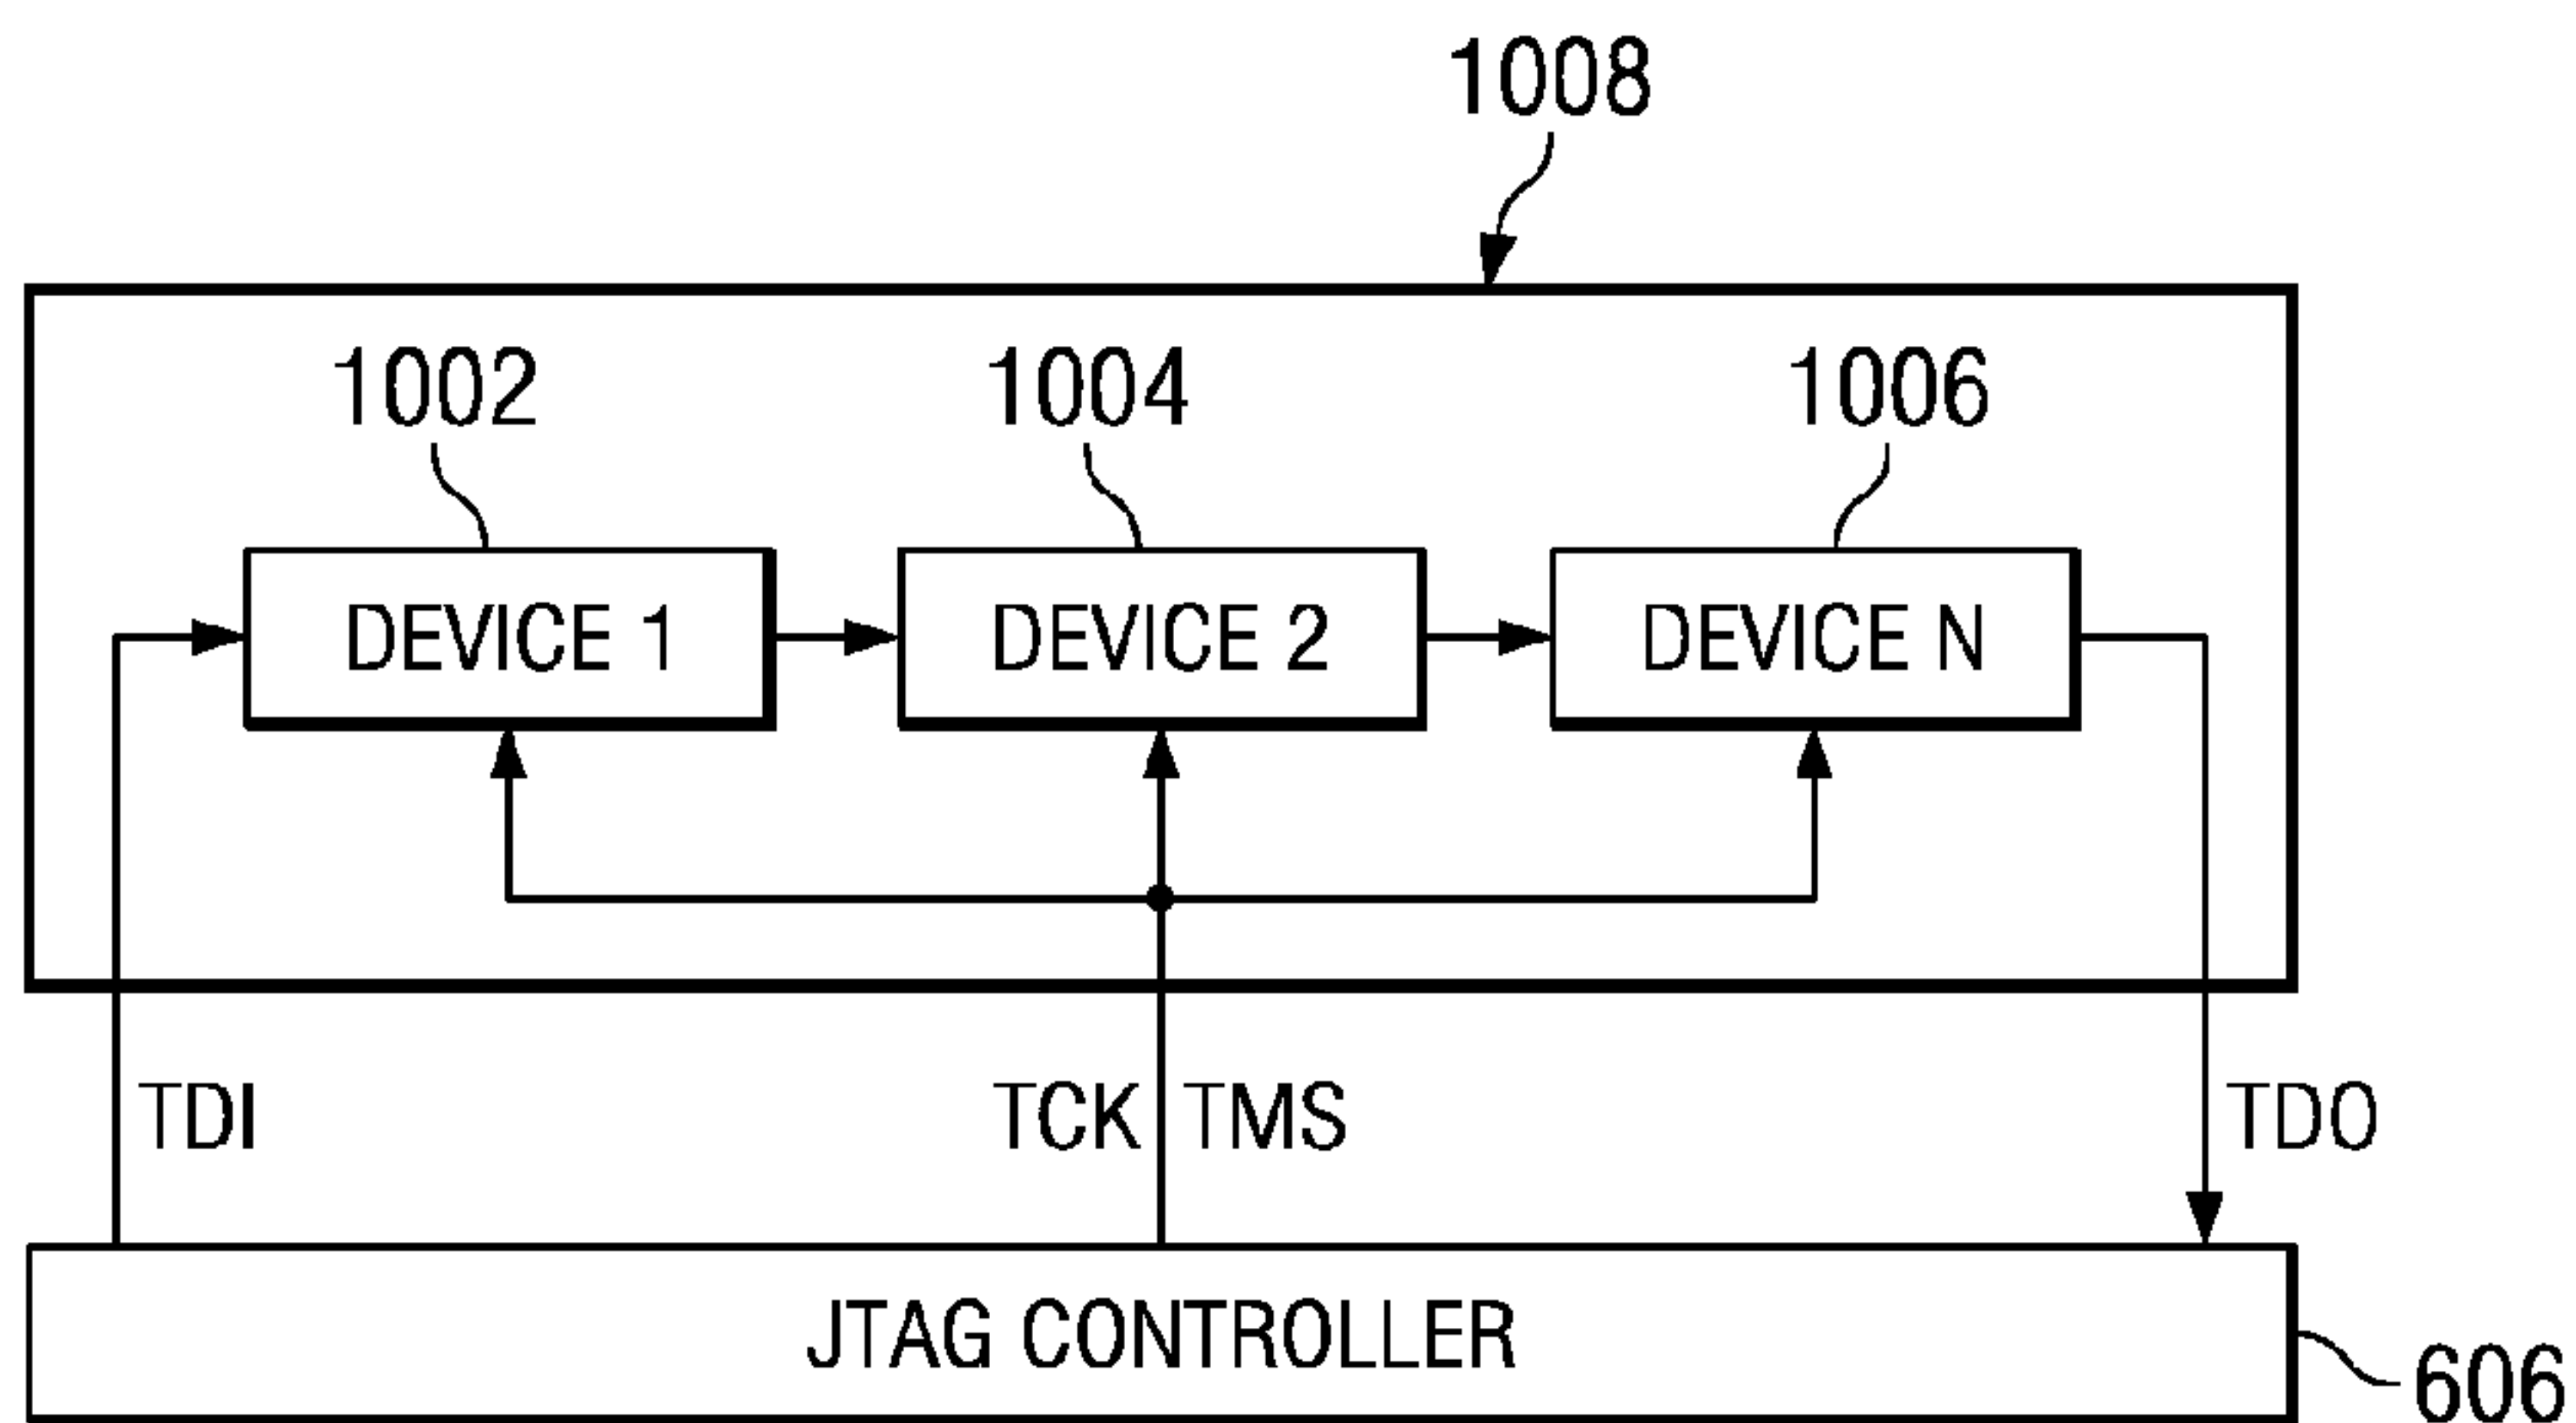 1008
1002 1004 1006
DEVICE 1 DEVICE 2 DEVICE N
TDI TCK TMS TDO
JTAG CONTROLLER
606